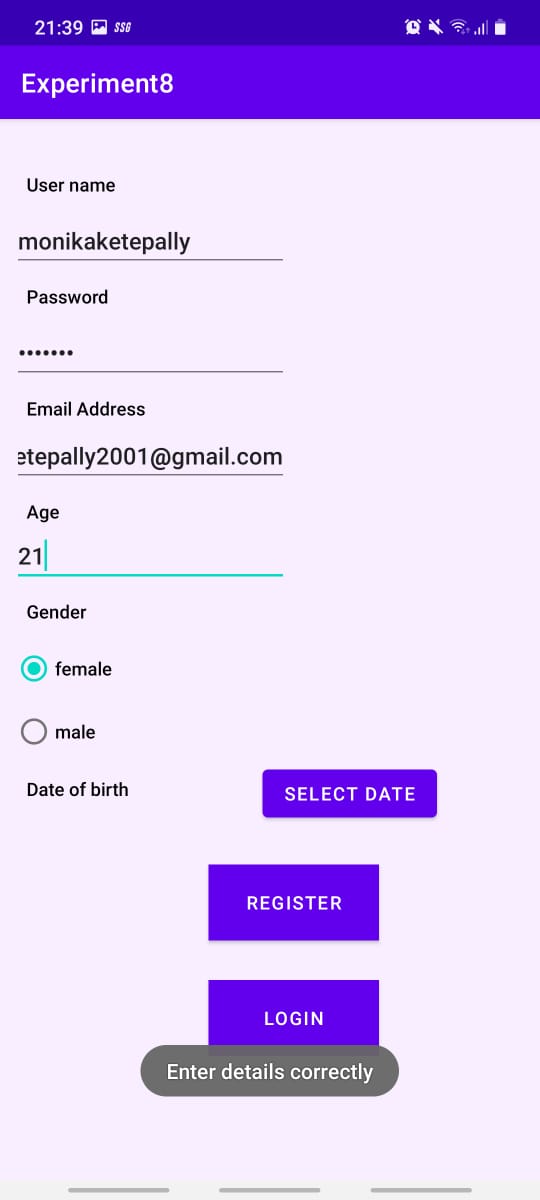 21:39 SSG
Experiment8
User name
monikaketepally
Password
•••••••
Email Address
etepally2001@gmail.com
Age
21
Gender
female
male
Date of birth
SELECT DATE
REGISTER
LOGIN
Enter details correctly